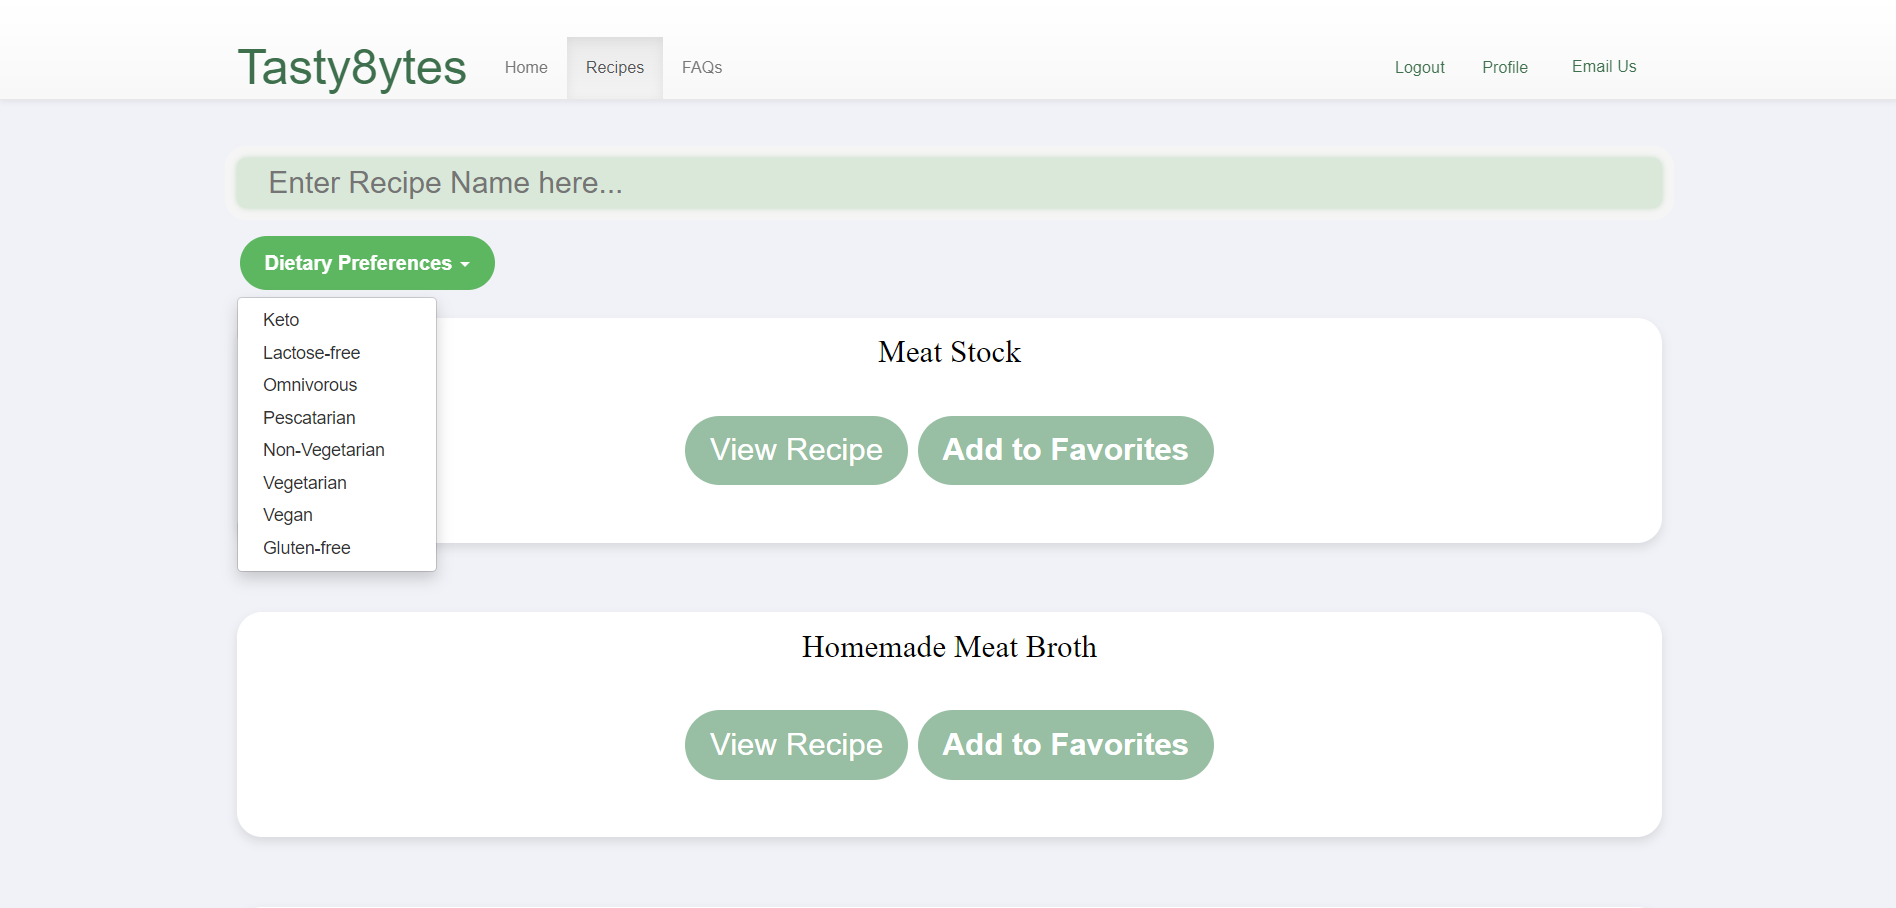 Tasty8ytes Home Recipes FAQs Logout Profile Email Us
Enter Recipe Name here...
Dietary Preferences
Keto
Lactose-free
Omnivorous
Pescatarian
Non-Vegetarian
Vegetarian
Vegan
Gluten-free
Meat Stock
View Recipe Add to Favorites
Homemade Meat Broth
View Recipe Add to Favorites